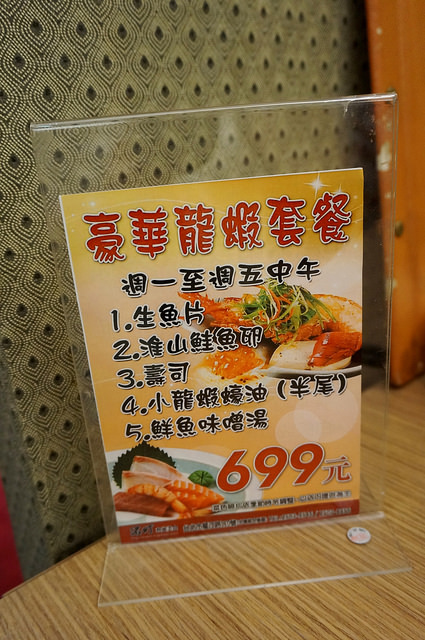 豪華龍蝦套餐
週一至週五中午
1.生魚片
2.淮山鮭魚卵
3.壽司
4.小龍蝦蠔油（半尾）
5.鮮魚味噌湯
699元